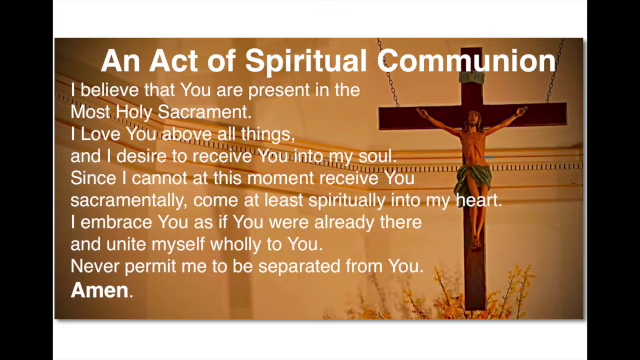 An Act of Spiritual Communion
I believe that You are present in the
Most Holy Sacrament.
I Love You above all things,
and I desire to receive You into my soul.
Since I cannot at this moment receive You
sacramentally, come at least spiritually into my heart.
I embrace You as if You were already there
and unite myself wholly to You.
Never permit me to be separated from You.
Amen.